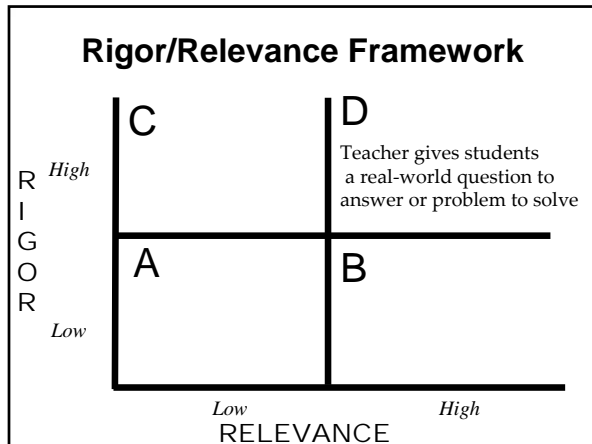 Rigor/Relevance Framework
C
D
Teacher gives students
a real-world question to
answer or problem to solve
High
RIGOR
A
B
Low
Low
High
RELEVANCE